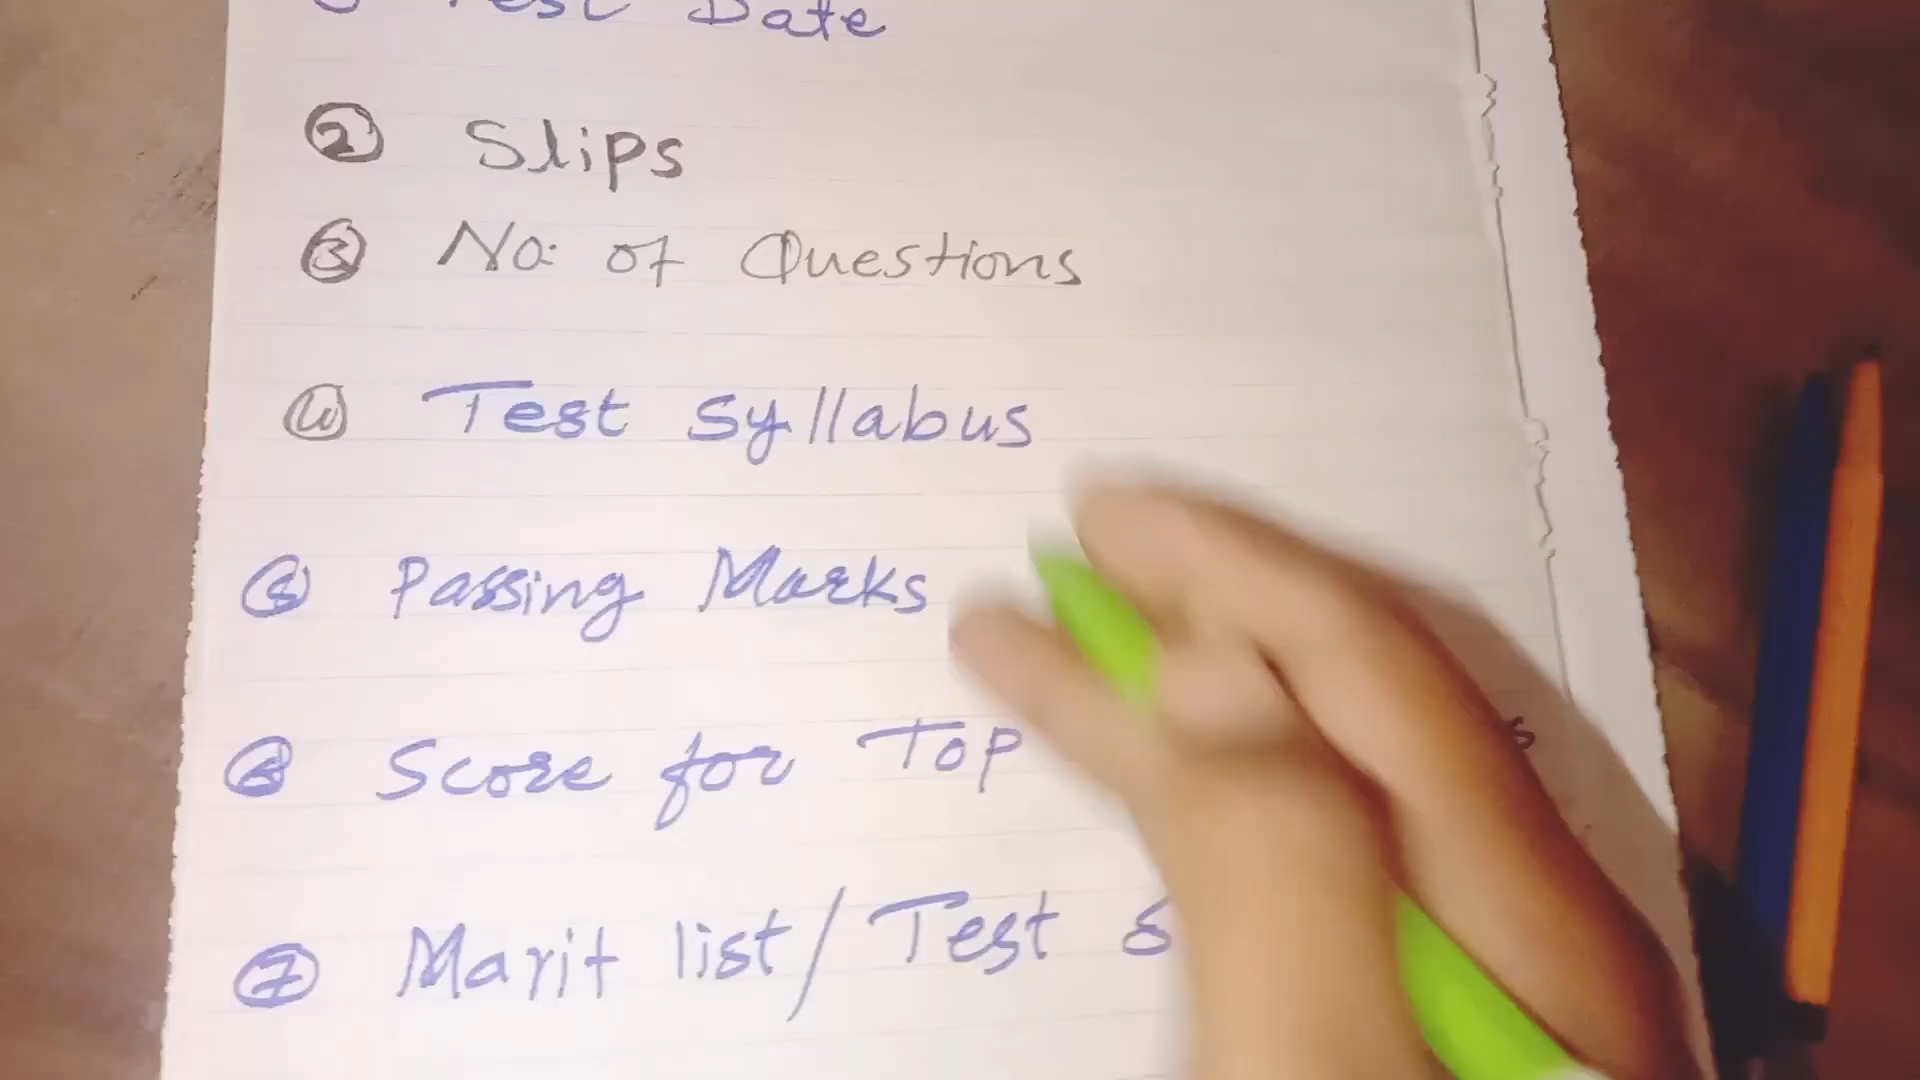 Test Date
② Slips
③ No: of Questions
④ Test Syllabus
⑤ Passing Marks
⑥ Score for Top
⑦ Marit list/ Test